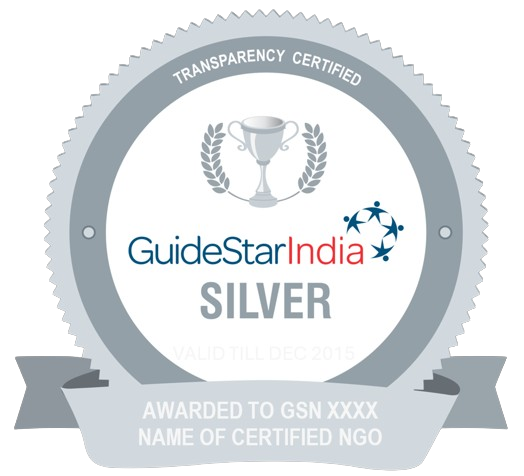 TRANSPARENCY CERTIFIED
GuideStarIndia
SILVER
VALID TILL DEC 2015
AWARDED TO GSN XXXX
NAME OF CERTIFIED NGO